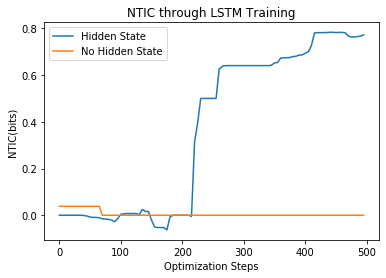 NTIC through LSTM Training
Hidden State
No Hidden State
NTIC(bits)
0.8
0.6
0.4
0.2
0.0
0
100
200
300
400
500
Optimization Steps